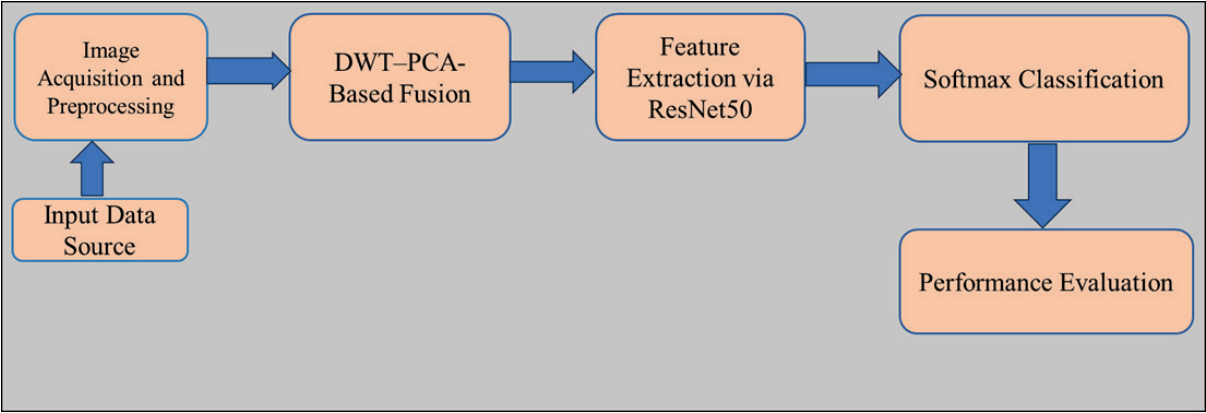 Image
Acquisition and
Preprocessing
DWT–PCA-
Based Fusion
Feature
Extraction via
ResNet50
Softmax Classification
Input Data
Source
Performance Evaluation